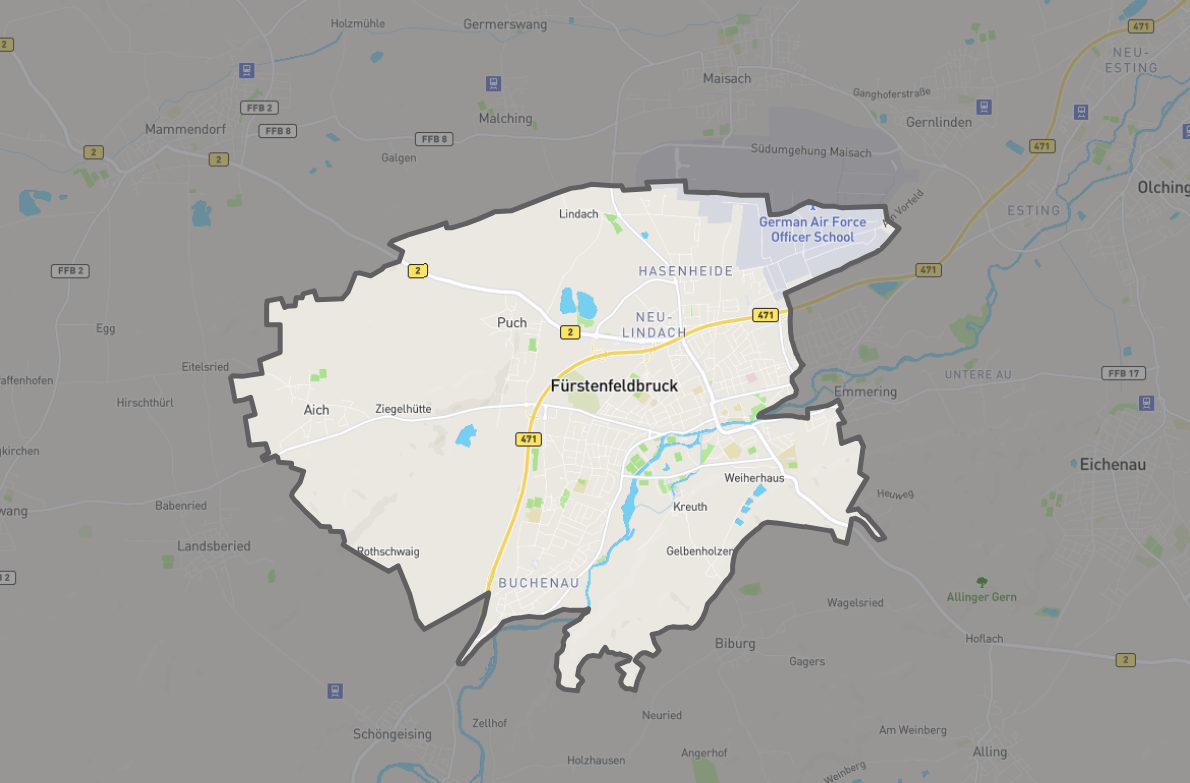 Holzmühle
Germerswang
471
2
NEU-
ESTING
Maisach
Ganghoferstraße
FFB 2
Mammendorf
FFB 8
Malching
Gernlinden
FFB 8
471
2
2
Galgen
Südumgehung Maisach
Olching
Am Vorfeld
Lindach
ESTING
German Air Force
Officer School
FFB 2
2
HASENHEIDE
471
Egg
Puch
NEU-
LINDACH
471
2
Eitelsried
UNTERE AU
FFB 17
affenhofen
Fürstenfeldbruck
Emmering
Hirschthürl
Aich
Ziegelhütte
471
gkirchen
Eichenau
Weiherhaus
Heuweg
Babenried
Kreuth
wang
Landsberied
Rothschwaig
Gelbenholzen
2
BUCHENAU
Allinger Gern
Wagelsried
Hoflach
Biburg
Gagers
2
Neuried
Zellhof
Schöngeising
Am Weinberg
Angerhof
Alling
Holzhausen
Weinberg